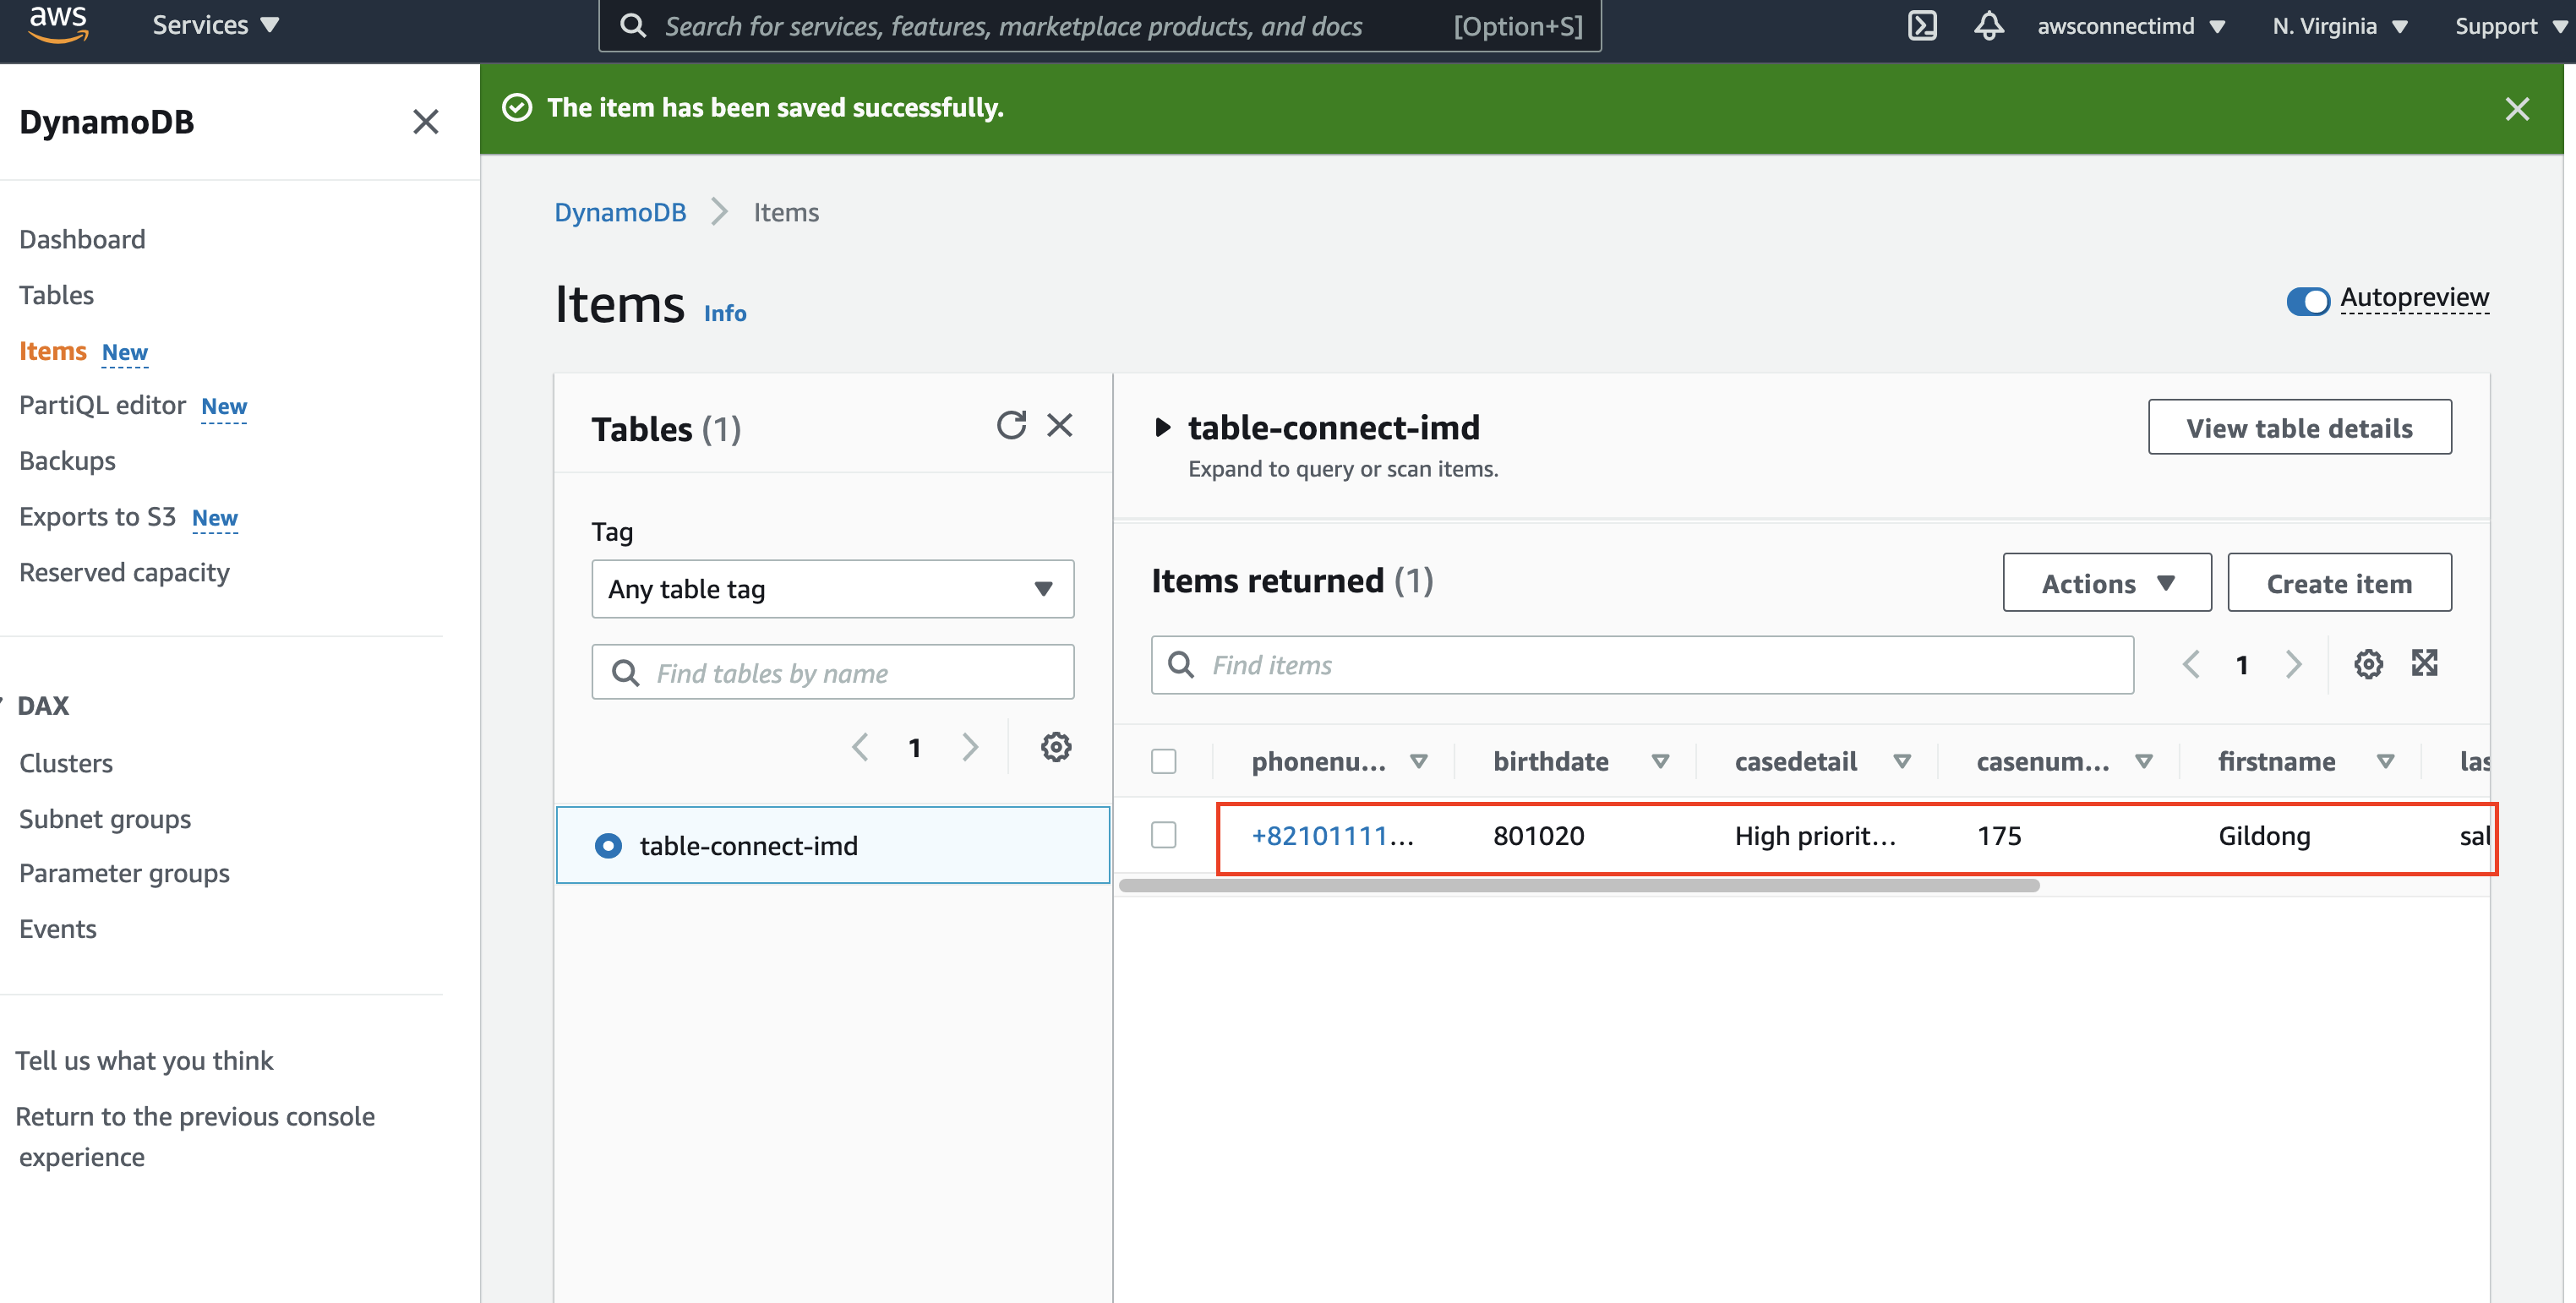 aws
Services
Search for services, features, marketplace products, and docs [Option+S]
awsconnectimd
N. Virginia
Support
DynamoDB
The item has been saved successfully.
Dashboard
Tables
Items New
PartiQL editor New
Backups
Exports to S3 New
Reserved capacity
DAX
Clusters
Subnet groups
Parameter groups
Events
Tell us what you think
Return to the previous console
experience
DynamoDB Items
Items Info
Autopreview
Tables (1)
Tag
Any table tag
Find tables by name
1
table-connect-imd
table-connect-imd
Expand to query or scan items.
View table details
Items returned (1)
Actions
Create item
Find items
1
phonenu... birthdate casedetail casenum... firstname las
+82101111... 801020 High priorit... 175 Gildong sal